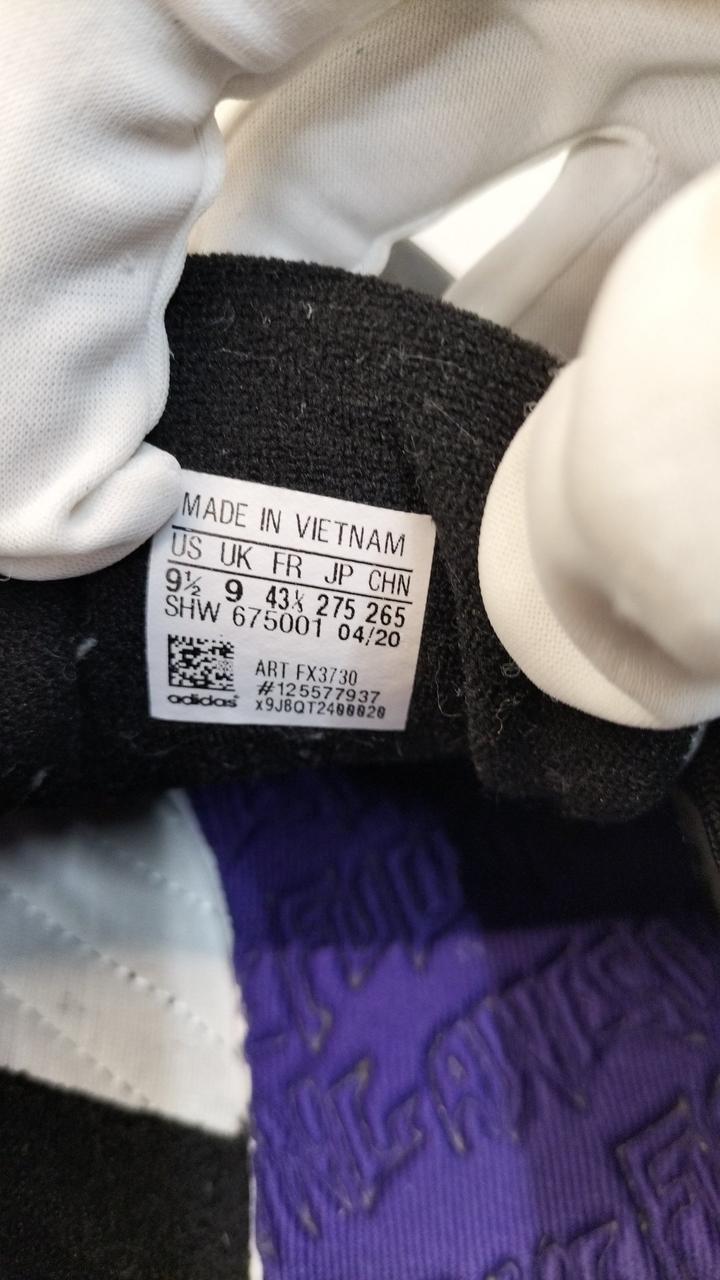 MADE IN VIETNAM
US UK FR JP CHN
9½ 9 43⅓ 275 265
SHW 675001 04/20
ART FX3730
#125577937
x9J8QT2400020
adidas